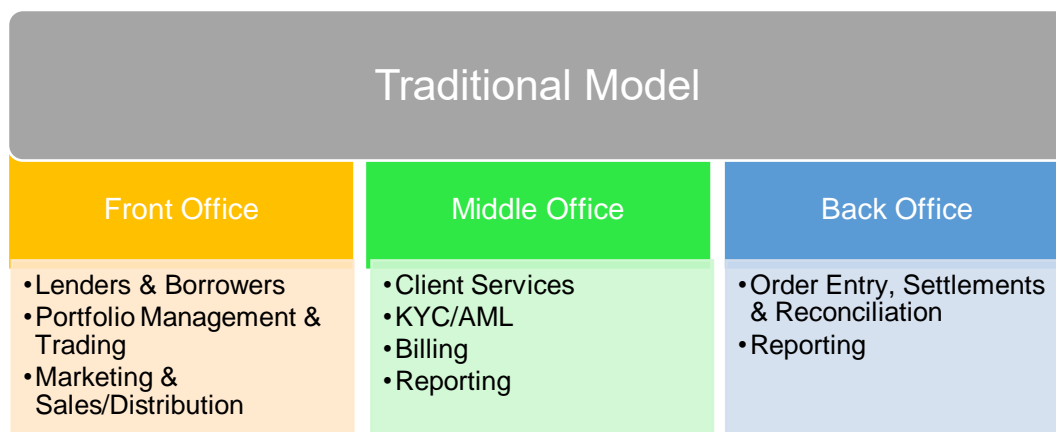 Traditional Model
Front Office
•Lenders & Borrowers
•Portfolio Management &
Trading
•Marketing &
Sales/Distribution
Middle Office
•Client Services
•KYC/AML
•Billing
•Reporting
Back Office
•Order Entry, Settlements
& Reconciliation
•Reporting